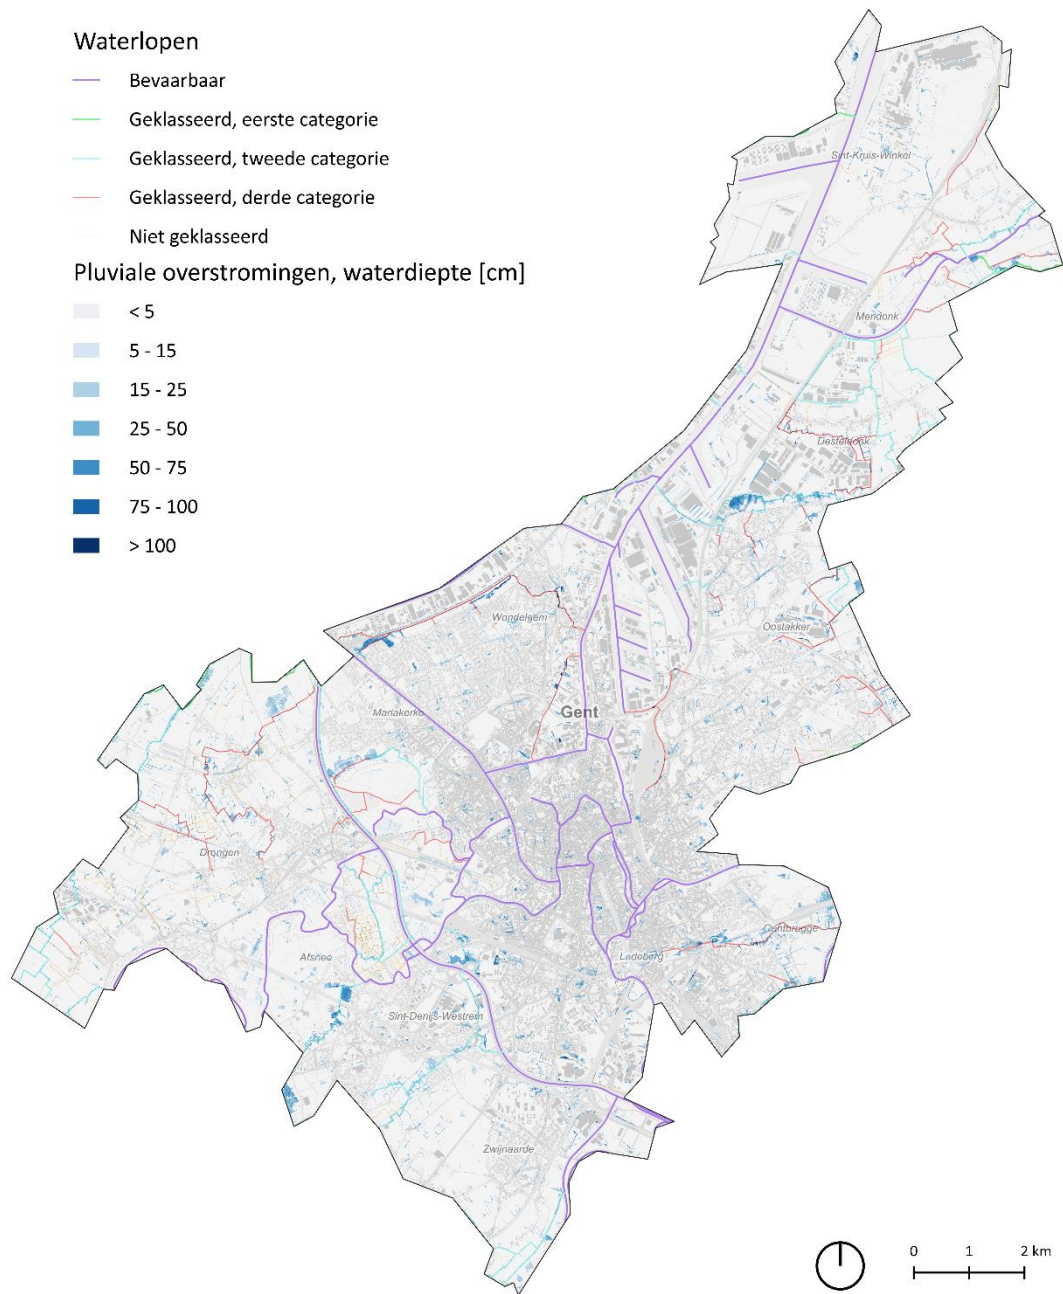 Waterlopen
Bevaarbaar
Geklasseerd, eerste categorie
Geklasseerd, tweede categorie
Geklasseerd, derde categorie
Niet geklasseerd
Pluviale overstromingen, waterdiepte [cm]
< 5
5 - 15
15 - 25
25 - 50
50 - 75
75 - 100
> 100
Sint-Kruis-Winkel
Mendonk
Desteldonk
Wondelgem
Oostakker
Mariakerke
Gent
Drongen
Gentbrugge
Afsnee
Ledeberg
Sint-Denijs-Westrem
Zwijnaarde
0 1 2 km